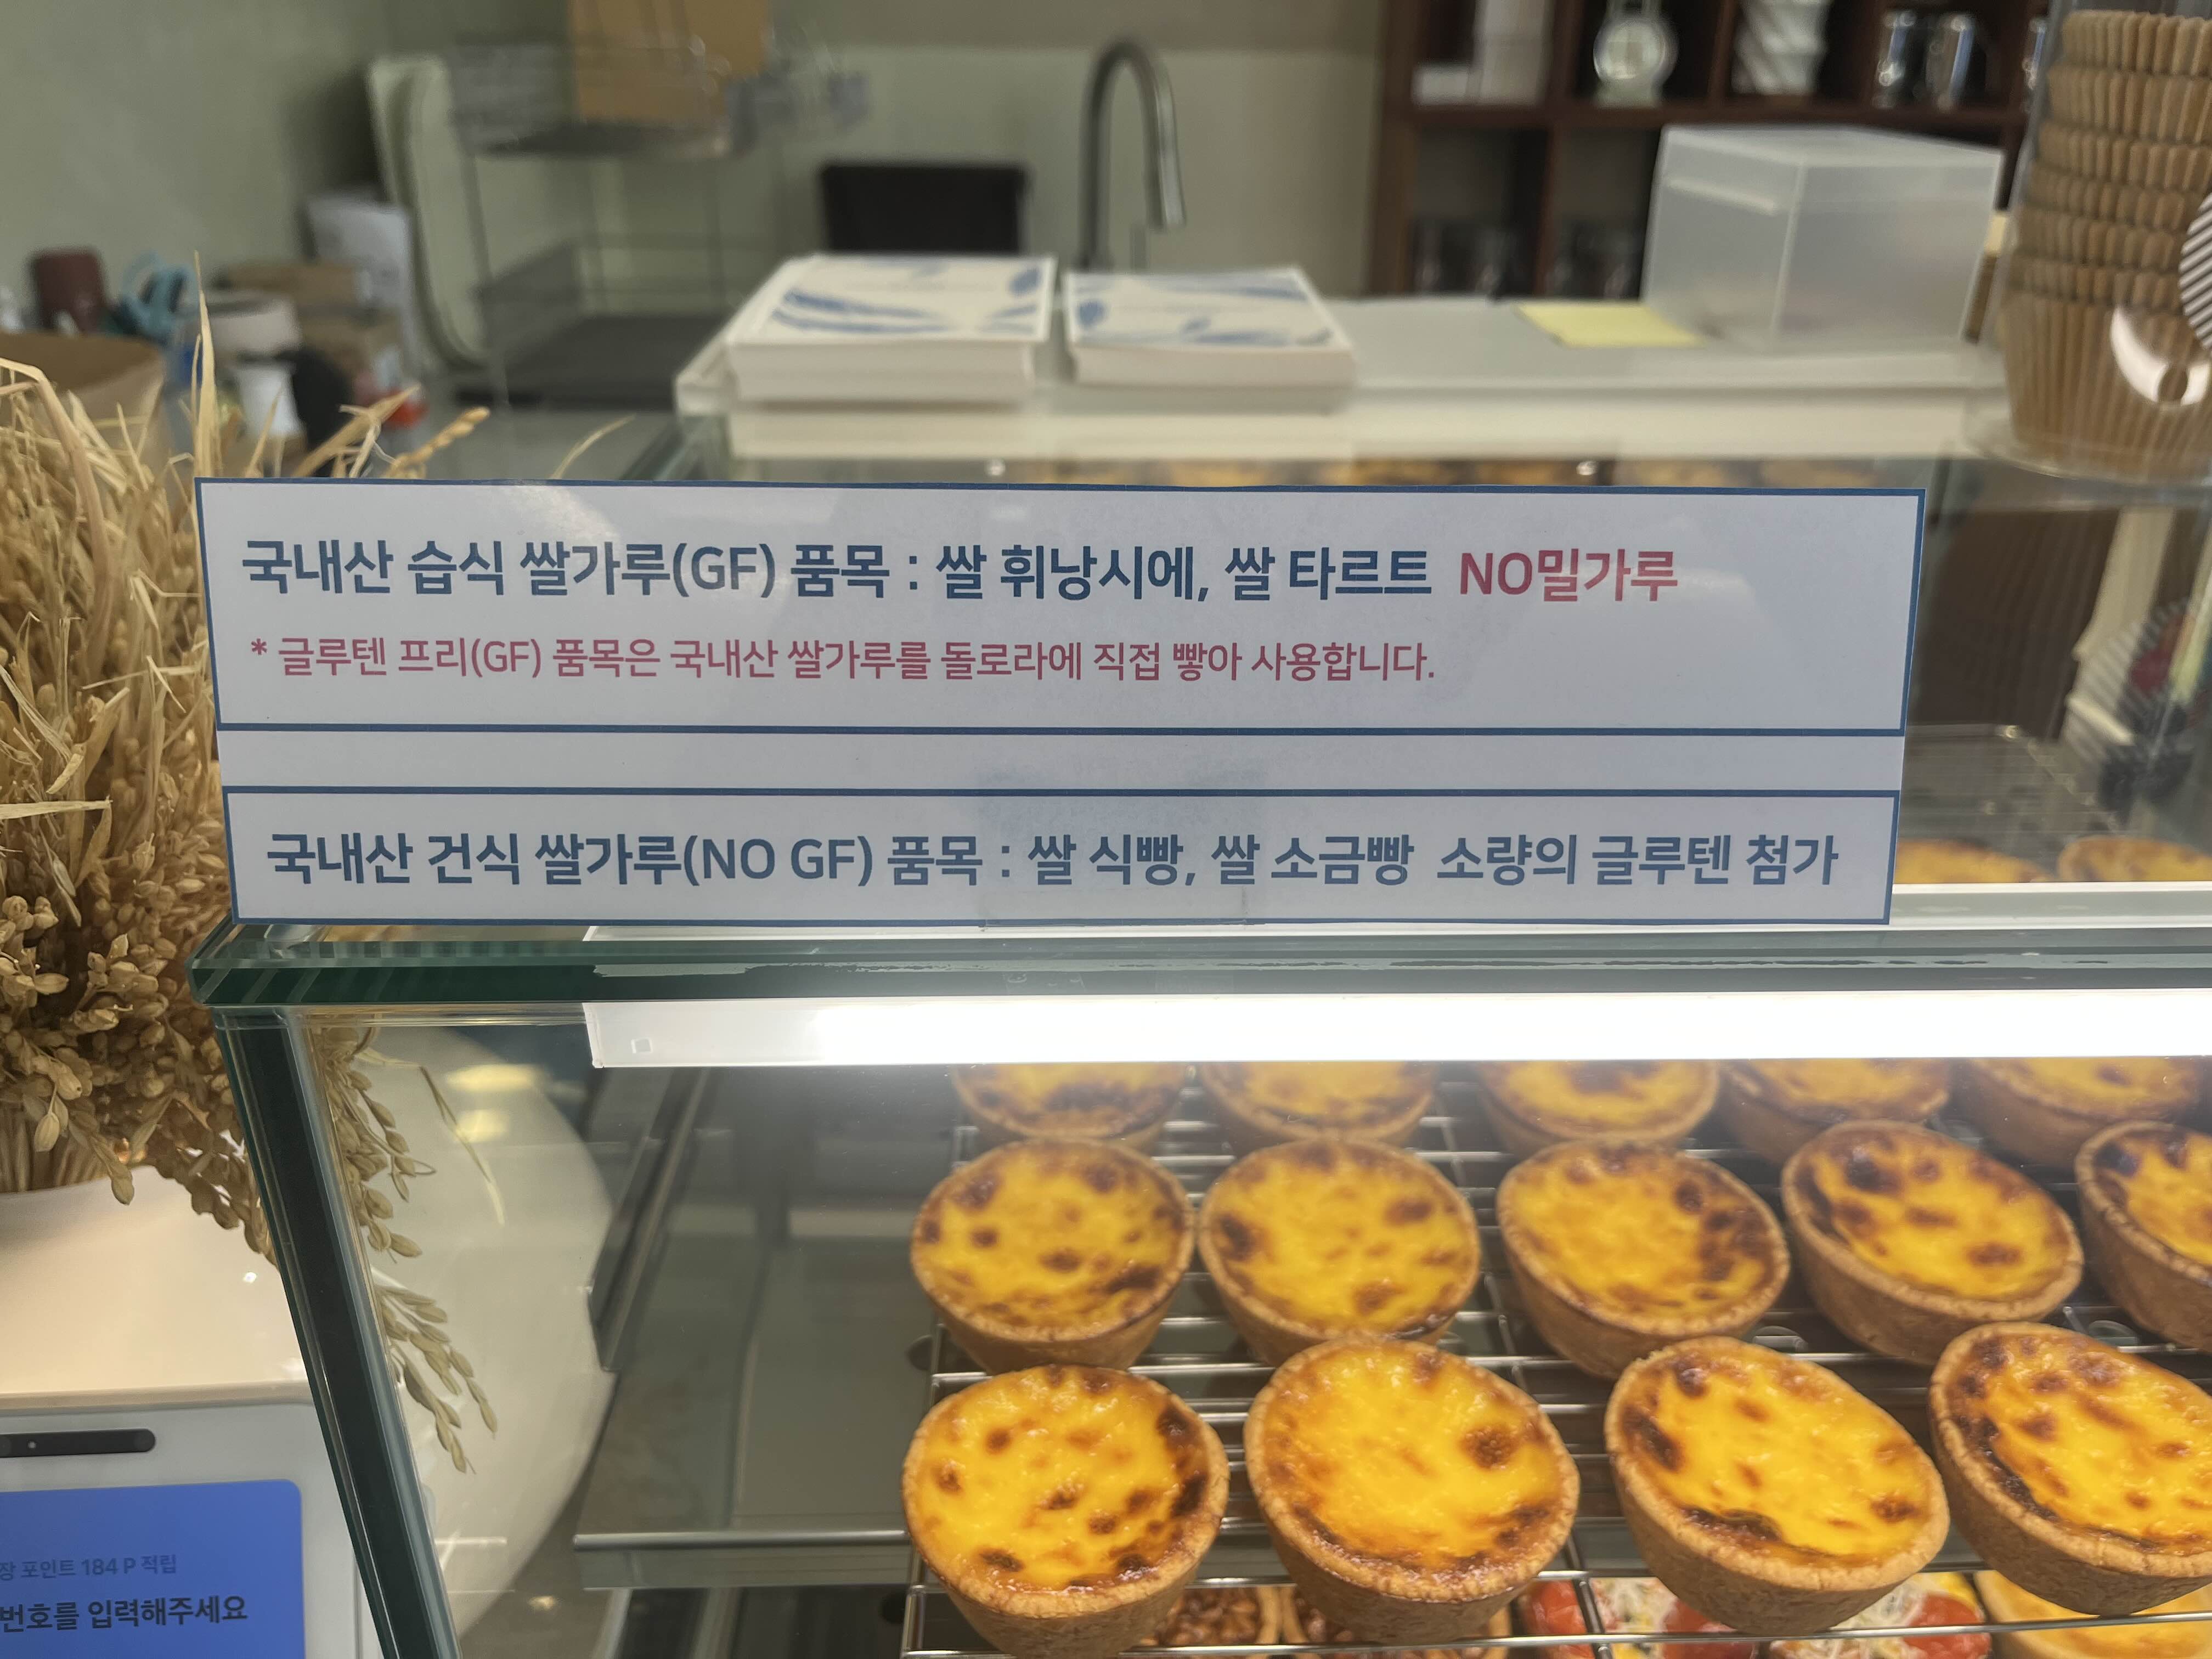 국내산 습식 쌀가루(GF) 품목 : 쌀 휘낭시에, 쌀 타르트 NO밀가루
* 글루텐 프리(GF) 품목은 국내산 쌀가루를 돌로라에 직접 빻아 사용합니다.
국내산 건식 쌀가루(NO GF) 품목 : 쌀 식빵, 쌀 소금빵 소량의 글루텐 첨가
장 포인트 184 P 적립
번호를 입력해주세요